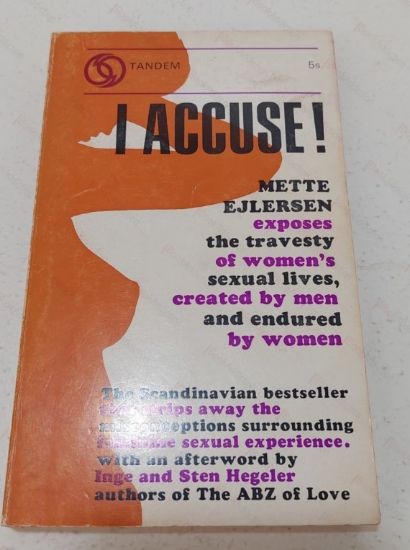 TANDEM 5s
I ACCUSE!
METTE
EJLERSEN
exposes
the travesty
of women's
sexual lives,
created by men
and endured
by women
The Scandinavian bestseller
that strips away the
misconceptions surrounding
feminine sexual experience.
with an afterword by
Inge and Sten Hegeler
authors of The ABZ of Love